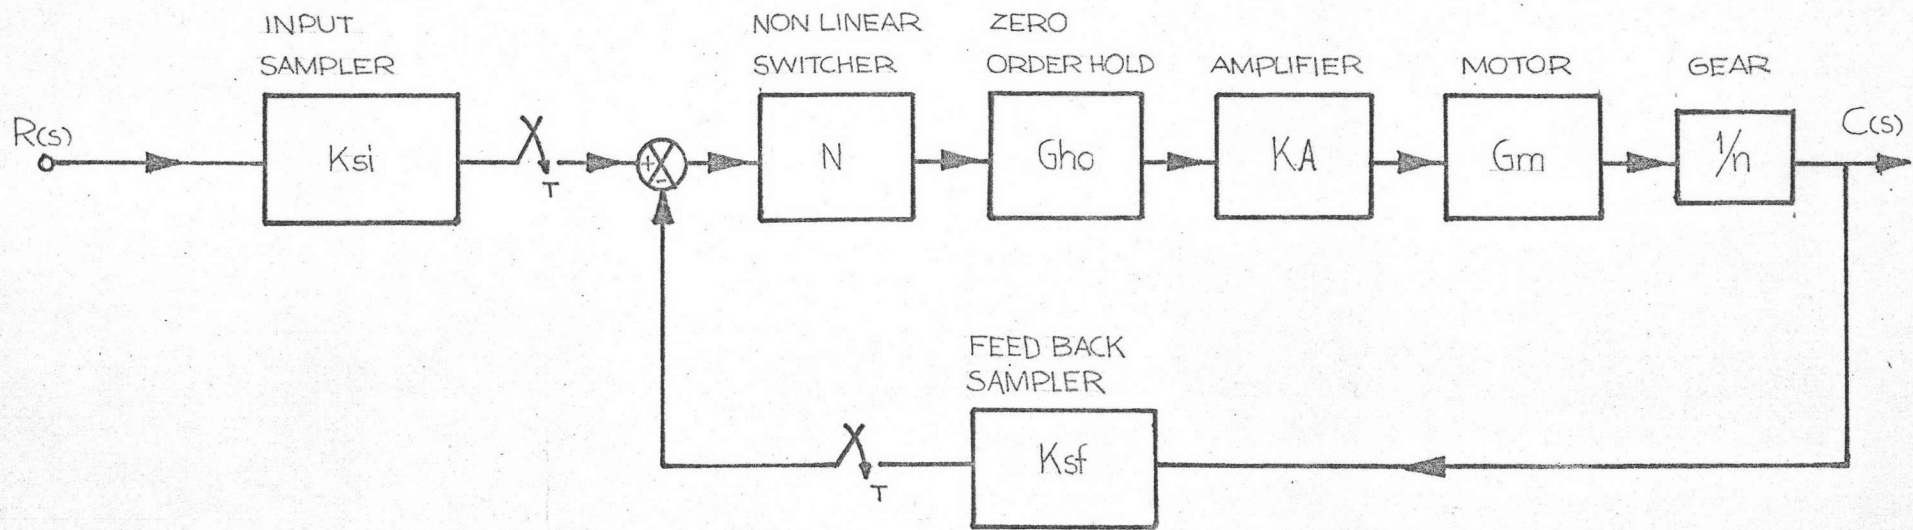 INPUT
SAMPLER
NON LINEAR
SWITCHER
ZERO
ORDER HOLD
AMPLIFIER
MOTOR
GEAR
R(s)
Ksi
T
+
-
N
Gho
KA
Gm
1/n
C(s)
FEED BACK
SAMPLER
Ksf
T